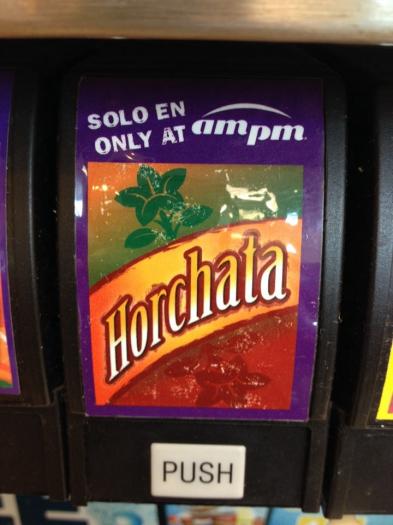 SOLO EN
ONLY AT ampm
Horchata
PUSH